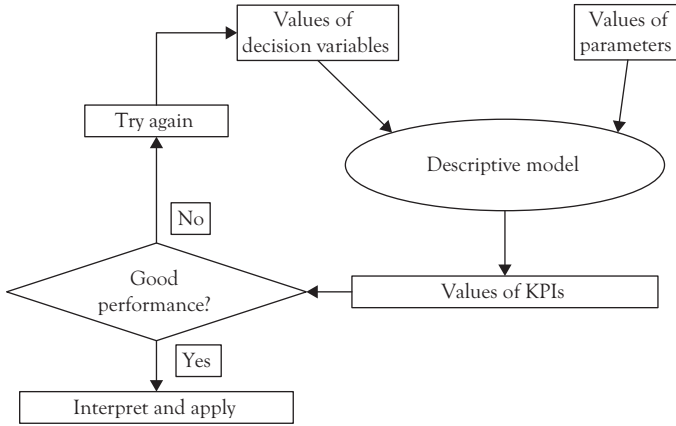 Values of
decision variables
Values of
parameters
Try again
Descriptive model
No
Good
performance?
Values of KPIs
Yes
Interpret and apply